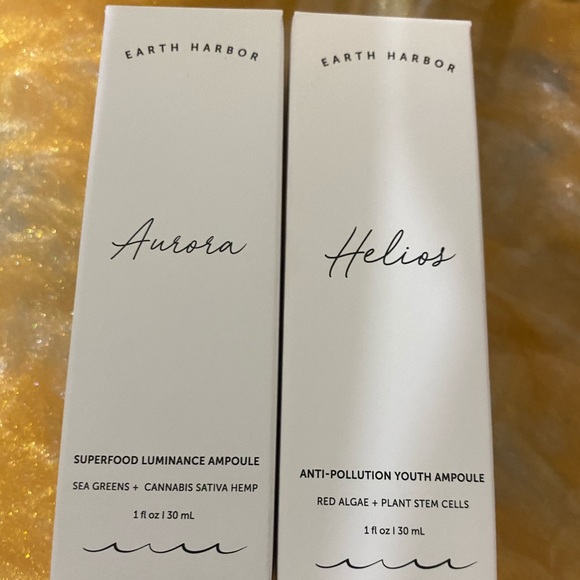 EARTH HARBOR
Aurora
SUPERFOOD LUMINANCE AMPOULE
SEA GREENS + CANNABIS SATIVA HEMP
1 fl oz | 30 mL
EARTH HARBOR
Helios
ANTI-POLLUTION YOUTH AMPOULE
RED ALGAE + PLANT STEM CELLS
1 fl oz | 30 mL